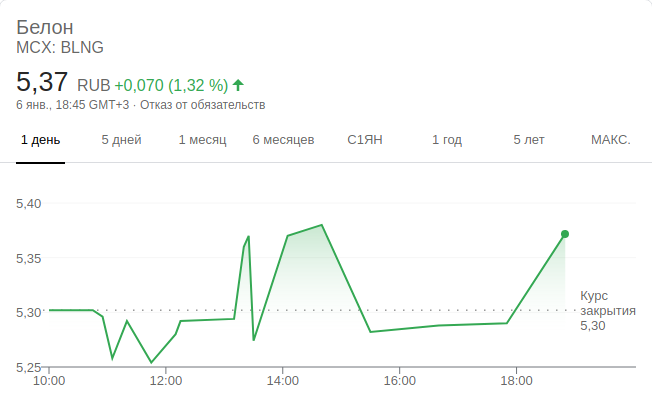 Белон
MCX: BLNG
5,37 RUB +0,070 (1,32 %)
6 янв., 18:45 GMT+3 · Отказ от обязательств
1 день 5 дней 1 месяц 6 месяцев С1ЯН 1 год 5 лет МАКС.
5,40
5,35
5,30
5,25
Курс
закрытия
5,30
10:00 12:00 14:00 16:00 18:00